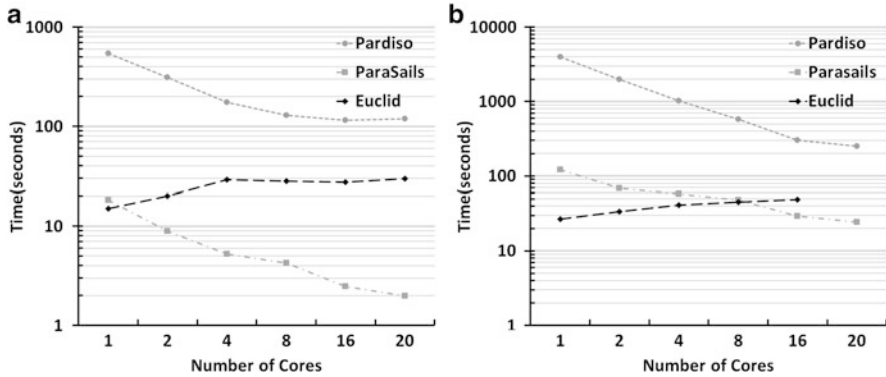 a
1000
100
10
1
Time(seconds)
1
2
4
8
16
20
Number of Cores
Pardiso
ParaSails
Euclid
b
10000
1000
100
10
1
Time(seconds)
1
2
4
8
16
20
Number of Cores
Pardiso
Parasails
Euclid